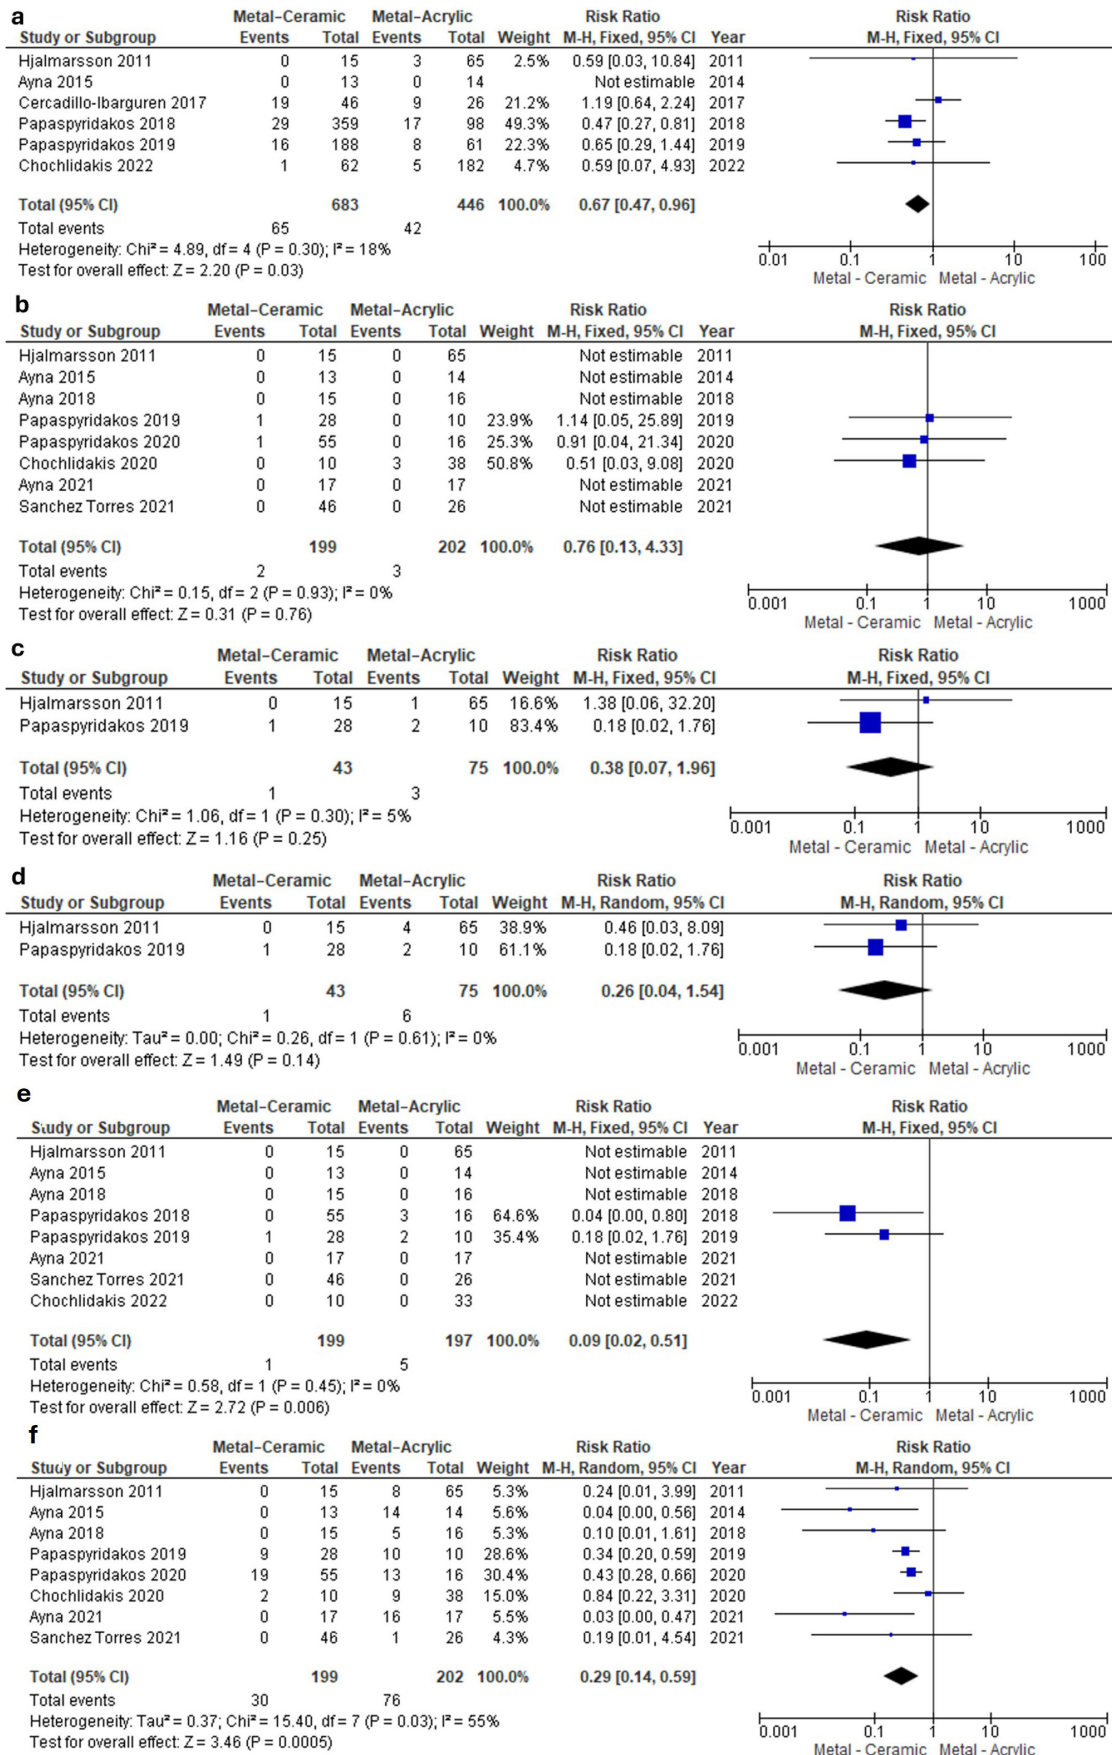 a
Metal-Ceramic Metal-Acrylic Risk Ratio Risk Ratio
Study or Subgroup Events Total Events Total Weight M-H, Fixed, 95% CI Year M-H, Fixed, 95% CI
Hjalmarsson 2011 0 15 3 65 2.5% 0.59 [0.03, 10.84] 2011
Ayna 2015 0 13 0 14 Not estimable 2014
Cercadillo-Ibarguren 2017 19 46 9 26 21.2% 1.19 [0.64, 2.24] 2017
Papaspyridakos 2018 29 359 17 98 49.3% 0.47 [0.27, 0.81] 2018
Papaspyridakos 2019 16 188 8 61 22.3% 0.65 [0.29, 1.44] 2019
Chochlidakis 2022 1 62 5 182 4.7% 0.59 [0.07, 4.93] 2022
Total (95% CI) 683 446 100.0% 0.67 [0.47, 0.96]
Total events 65 42
Heterogeneity: Chi² = 4.89, df = 4 (P = 0.30); I² = 18%
Test for overall effect: Z = 2.20 (P = 0.03)
0.01 0.1 1 10 100
Metal - Ceramic Metal - Acrylic
b
Metal-Ceramic Metal-Acrylic Risk Ratio Risk Ratio
Study or Subgroup Events Total Events Total Weight M-H, Fixed, 95% CI Year M-H, Fixed, 95% CI
Hjalmarsson 2011 0 15 0 65 Not estimable 2011
Ayna 2015 0 13 0 14 Not estimable 2014
Ayna 2018 0 15 0 16 Not estimable 2018
Papaspyridakos 2019 1 28 0 10 23.9% 1.14 [0.05, 25.89] 2019
Papaspyridakos 2020 1 55 0 16 25.3% 0.91 [0.04, 21.34] 2020
Chochlidakis 2020 0 10 3 38 50.8% 0.51 [0.03, 9.08] 2020
Ayna 2021 0 17 0 17 Not estimable 2021
Sanchez Torres 2021 0 46 0 26 Not estimable 2021
Total (95% CI) 199 202 100.0% 0.76 [0.13, 4.33]
Total events 2 3
Heterogeneity: Chi² = 0.15, df = 2 (P = 0.93); I² = 0%
Test for overall effect: Z = 0.31 (P = 0.76)
0.001 0.1 1 10 1000
Metal - Ceramic Metal - Acrylic
c
Metal-Ceramic Metal-Acrylic Risk Ratio Risk Ratio
Study or Subgroup Events Total Events Total Weight M-H, Fixed, 95% CI M-H, Fixed, 95% CI
Hjalmarsson 2011 0 15 1 65 16.6% 1.38 [0.06, 32.20]
Papaspyridakos 2019 1 28 2 10 83.4% 0.18 [0.02, 1.76]
Total (95% CI) 43 75 100.0% 0.38 [0.07, 1.96]
Total events 1 3
Heterogeneity: Chi² = 1.06, df = 1 (P = 0.30); I² = 5%
Test for overall effect: Z = 1.16 (P = 0.25)
0.001 0.1 1 10 1000
Metal - Ceramic Metal - Acrylic
d
Metal-Ceramic Metal-Acrylic Risk Ratio Risk Ratio
Study or Subgroup Events Total Events Total Weight M-H, Random, 95% CI M-H, Random, 95% CI
Hjalmarsson 2011 0 15 4 65 38.9% 0.46 [0.03, 8.09]
Papaspyridakos 2019 1 28 2 10 61.1% 0.18 [0.02, 1.76]
Total (95% CI) 43 75 100.0% 0.26 [0.04, 1.54]
Total events 1 6
Heterogeneity: Tau² = 0.00; Chi² = 0.26, df = 1 (P = 0.61); I² = 0%
Test for overall effect: Z = 1.49 (P = 0.14)
0.001 0.1 1 10 1000
Metal - Ceramic Metal - Acrylic
e
Metal-Ceramic Metal-Acrylic Risk Ratio Risk Ratio
Study or Subgroup Events Total Events Total Weight M-H, Fixed, 95% CI Year M-H, Fixed, 95% CI
Hjalmarsson 2011 0 15 0 65 Not estimable 2011
Ayna 2015 0 13 0 14 Not estimable 2014
Ayna 2018 0 15 0 16 Not estimable 2018
Papaspyridakos 2018 0 55 3 16 64.6% 0.04 [0.00, 0.80] 2018
Papaspyridakos 2019 1 28 2 10 35.4% 0.18 [0.02, 1.76] 2019
Ayna 2021 0 17 0 17 Not estimable 2021
Sanchez Torres 2021 0 46 0 26 Not estimable 2021
Chochlidakis 2022 0 10 0 33 Not estimable 2022
Total (95% CI) 199 197 100.0% 0.09 [0.02, 0.51]
Total events 1 5
Heterogeneity: Chi² = 0.58, df = 1 (P = 0.45); I² = 0%
Test for overall effect: Z = 2.72 (P = 0.006)
0.001 0.1 1 10 1000
Metal - Ceramic Metal - Acrylic
f
Metal-Ceramic Metal-Acrylic Risk Ratio Risk Ratio
Study or Subgroup Events Total Events Total Weight M-H, Random, 95% CI Year M-H, Random, 95% CI
Hjalmarsson 2011 0 15 8 65 5.3% 0.24 [0.01, 3.99] 2011
Ayna 2015 0 13 14 14 5.6% 0.04 [0.00, 0.56] 2014
Ayna 2018 0 15 5 16 5.3% 0.10 [0.01, 1.61] 2018
Papaspyridakos 2019 9 28 10 10 28.6% 0.34 [0.20, 0.59] 2019
Papaspyridakos 2020 19 55 13 16 30.4% 0.43 [0.28, 0.66] 2020
Chochlidakis 2020 2 10 9 38 15.0% 0.84 [0.22, 3.31] 2020
Ayna 2021 0 17 16 17 5.5% 0.03 [0.00, 0.47] 2021
Sanchez Torres 2021 0 46 1 26 4.3% 0.19 [0.01, 4.54] 2021
Total (95% CI) 199 202 100.0% 0.29 [0.14, 0.59]
Total events 30 76
Heterogeneity: Tau² = 0.37; Chi² = 15.40, df = 7 (P = 0.03); I² = 55%
Test for overall effect: Z = 3.46 (P = 0.0005)
0.001 0.1 1 10 1000
Metal - Ceramic Metal - Acrylic